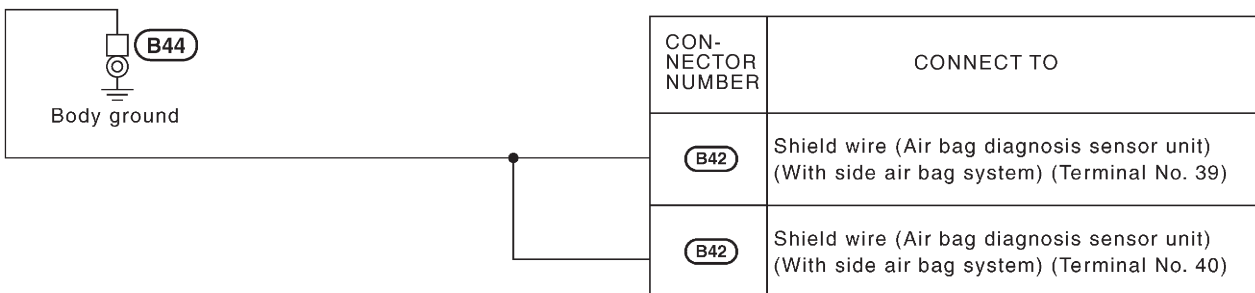 B44
Body ground
CON-
NECTOR
NUMBER
CONNECT TO
B42
Shield wire (Air bag diagnosis sensor unit)
(With side air bag system) (Terminal No. 39)
B42
Shield wire (Air bag diagnosis sensor unit)
(With side air bag system) (Terminal No. 40)